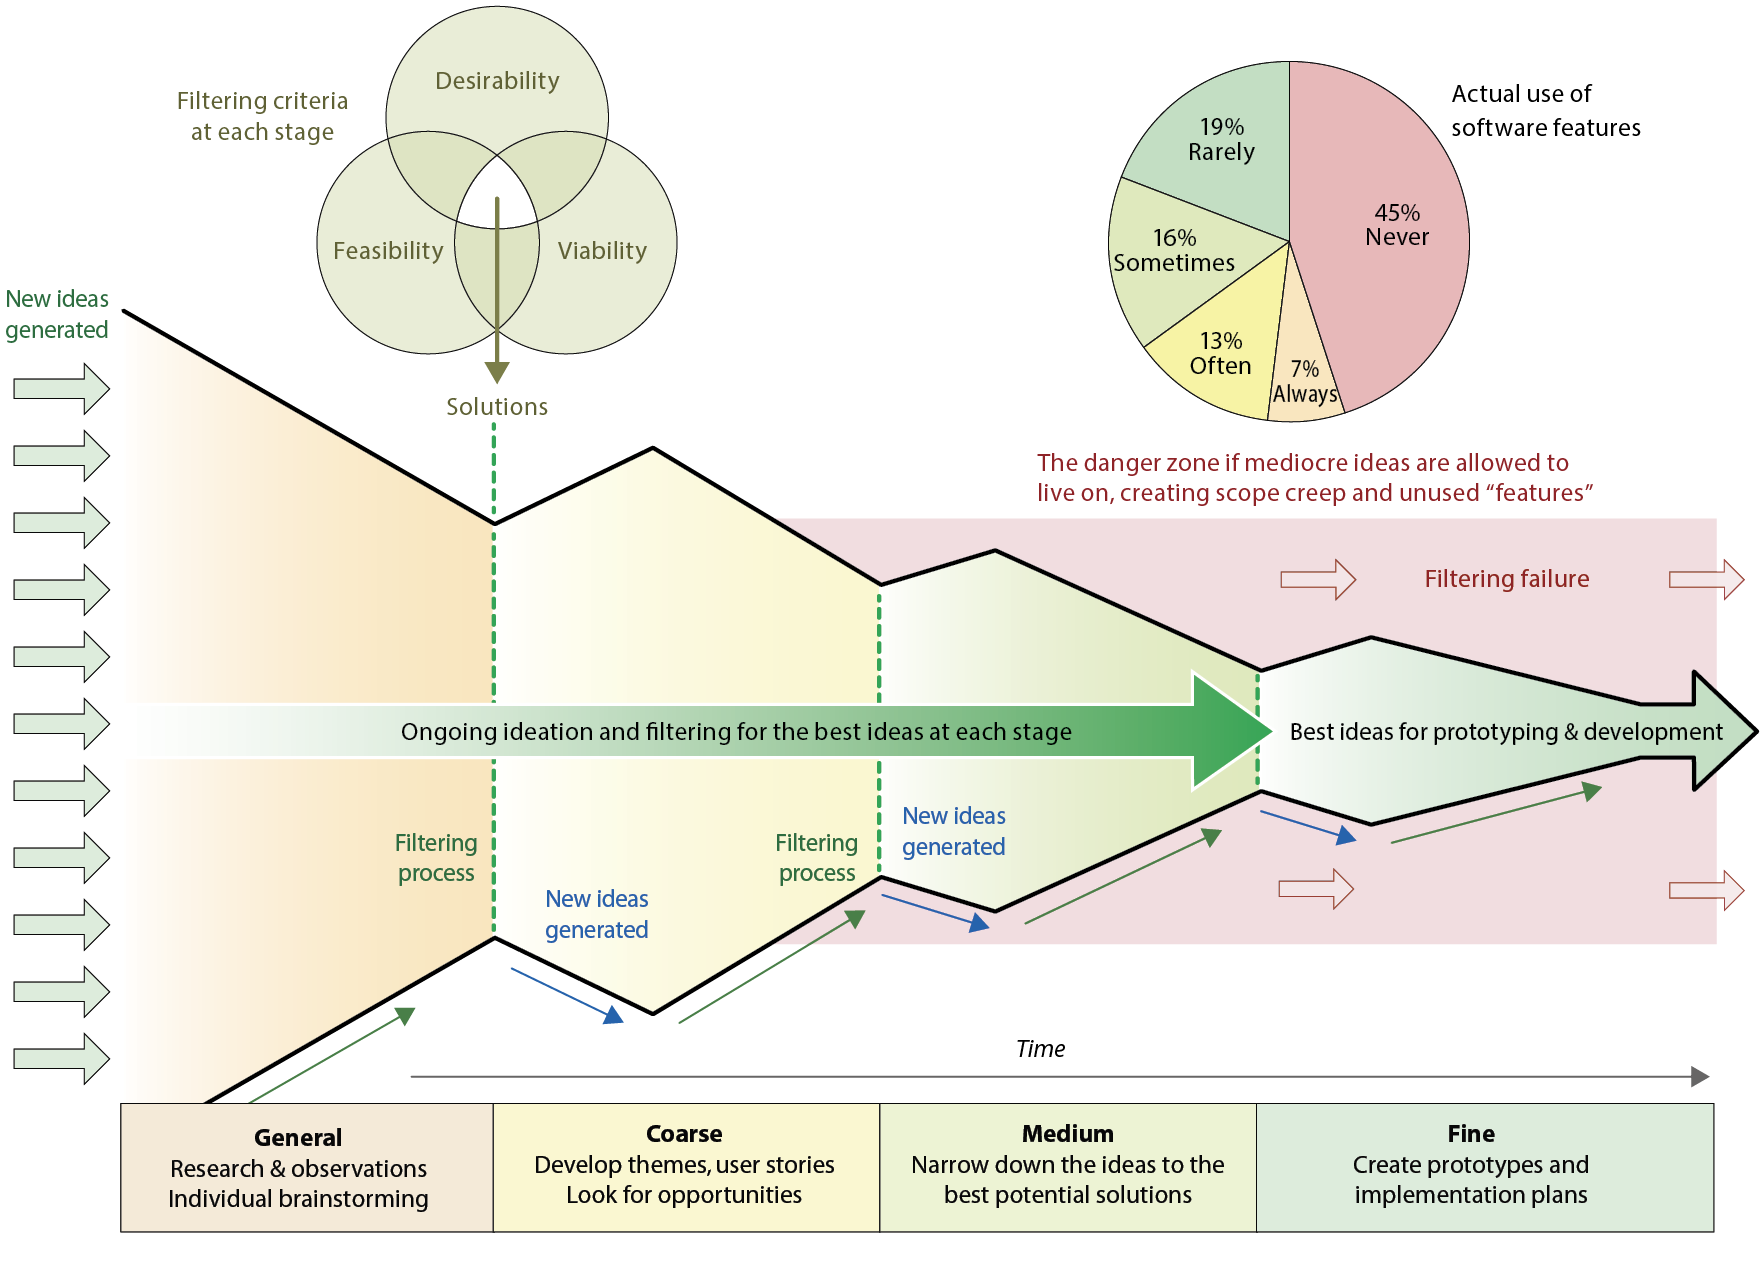 Desirability
Filtering criteria
at each stage
Feasibility
Viability
Solutions
Actual use of
software features
19%
Rarely
45%
Never
16%
Sometimes
13%
Often
7%
Always
New ideas
generated
The danger zone if mediocre ideas are allowed to
live on, creating scope creep and unused “features”
Filtering failure
Ongoing ideation and filtering for the best ideas at each stage
Best ideas for prototyping & development
Filtering
process
New ideas
generated
Filtering
process
New ideas
generated
Time
General
Research & observations
Individual brainstorming
Coarse
Develop themes, user stories
Look for opportunities
Medium
Narrow down the ideas to the
best potential solutions
Fine
Create prototypes and
implementation plans